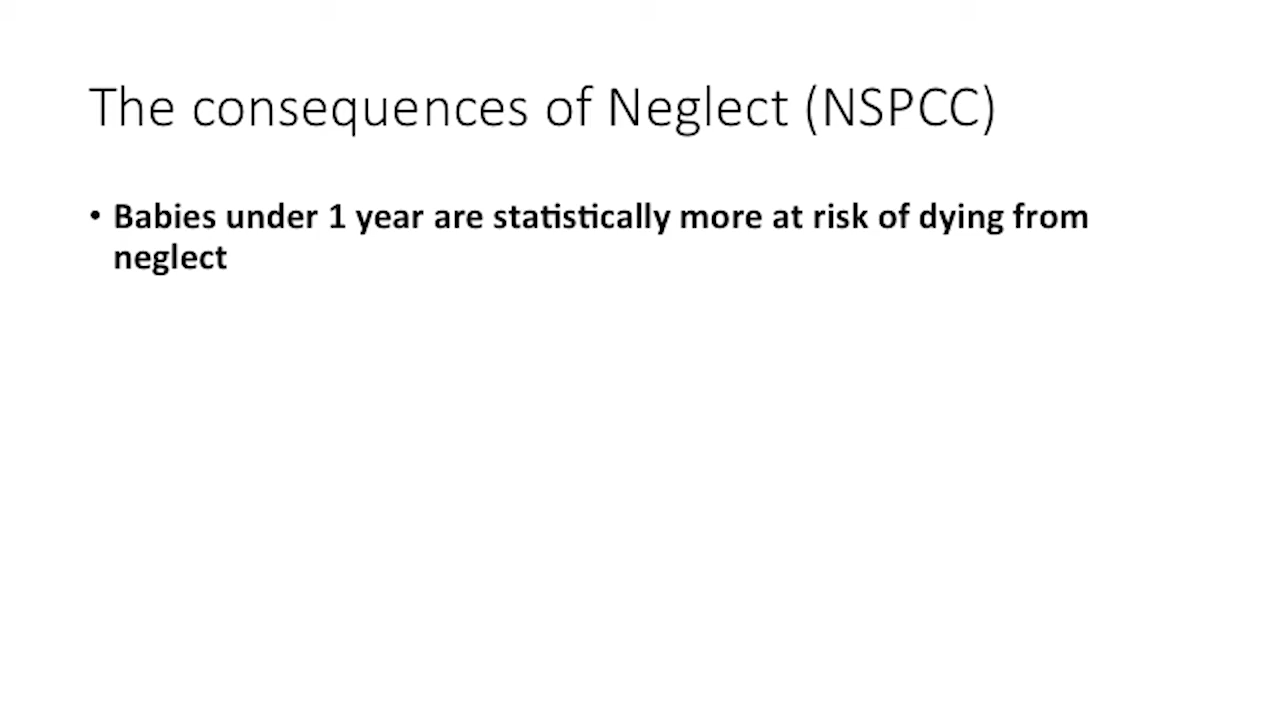 The consequences of Neglect (NSPCC)
• Babies under 1 year are statistically more at risk of dying from
neglect